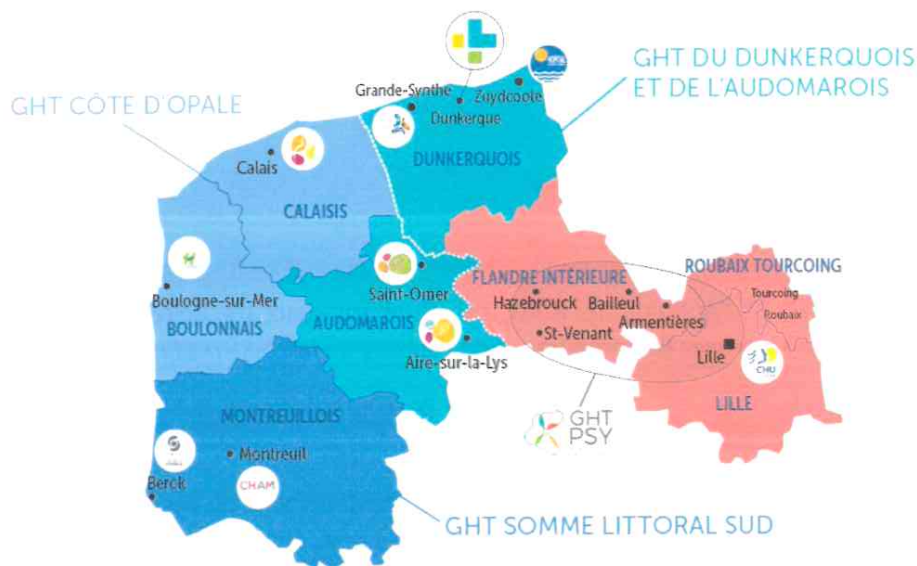 GHT DU DUNKERQUOIS
ET DE L'AUDOMAROIS
GHT CÔTE D'OPALE
Grande-Synthe
Zuydcoote
Dunkerque
DUNKERQUOIS
Calais
CALAISIS
Saint-Omer
Boulogne-sur-Mer
BOULONNAIS
AUDOMAROIS
Aire-sur-la-Lys
FLANDRE INTÉRIEURE
ROUBAIX TOURCOING
Hazebrouck
Bailleul
Tourcoing
Armentières
Roubaix
St-Venant
Lille
CHU
LILLE
GHT
PSY
MONTREUILLOIS
Montreuil
Berck
CHAM
GHT SOMME LITTORAL SUD